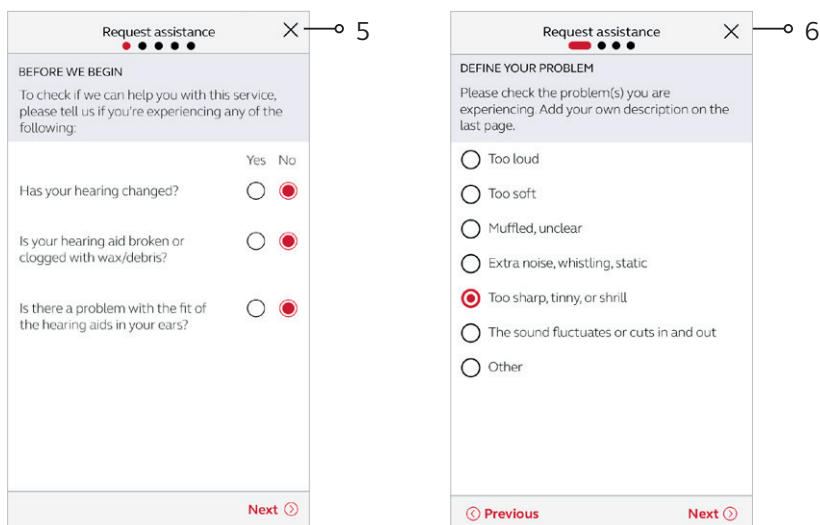 Request assistance
5
BEFORE WE BEGIN
To check if we can help you with this service,
please tell us if you're experiencing any of the
following:
Yes No
Has your hearing changed?
Is your hearing aid broken or
clogged with wax/debris?
Is there a problem with the fit of
the hearing aids in your ears?
Next
Request assistance
6
DEFINE YOUR PROBLEM
Please check the problem(s) you are
experiencing. Add your own description on the
last page.
Too loud
Too soft
Muffled, unclear
Extra noise, whistling, static
Too sharp, tinny, or shrill
The sound fluctuates or cuts in and out
Other
Previous
Next